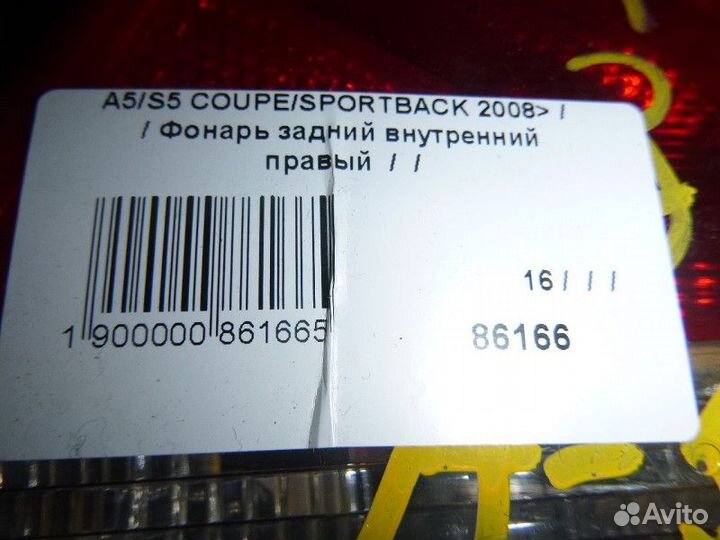 A5/S5 COUPE/SPORTBACK 2008> /
/ Фонарь задний внутренний
правый / /
16 / / /
1 900000 861665
86166
Avito